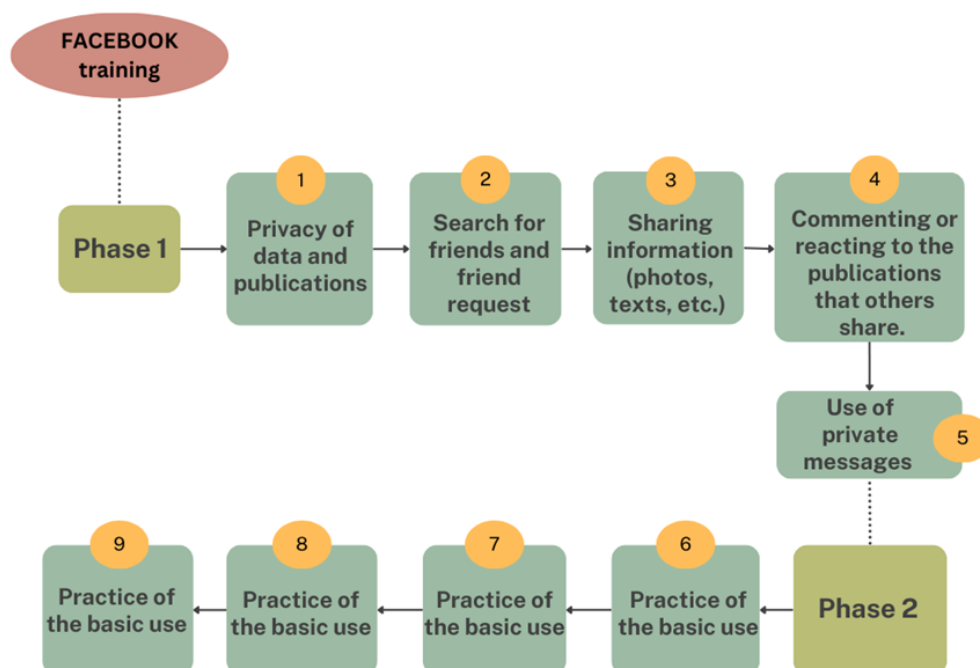 FACEBOOK
training
Phase 1
1
Privacy of
data and
publications
2
Search for
friends and
friend
request
3
Sharing
information
(photos,
texts, etc.)
4
Commenting or
reacting to the
publications
that others
share.
Use of
private
messages
5
Phase 2
6
Practice of
the basic use
7
Practice of
the basic use
8
Practice of
the basic use
9
Practice of
the basic use